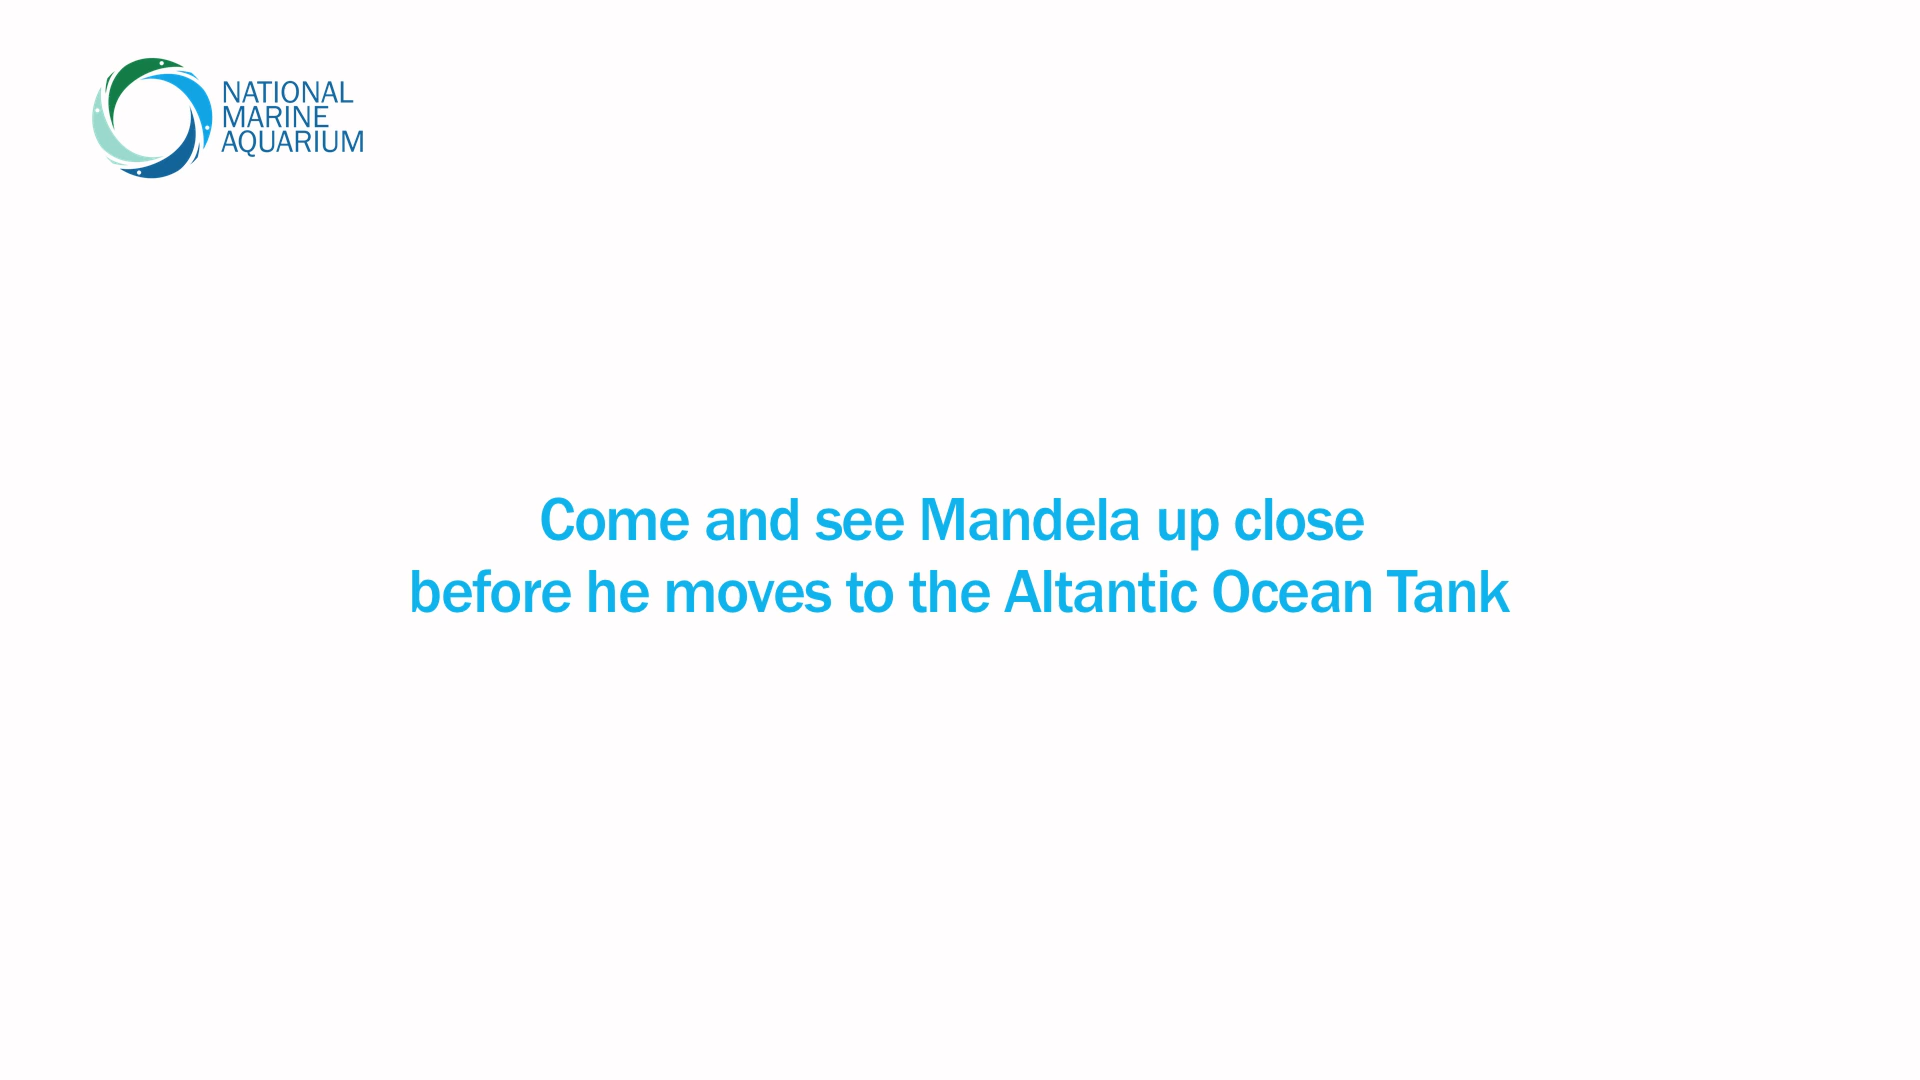 NATIONAL
MARINE
AQUARIUM
Come and see Mandela up close
before he moves to the Altantic Ocean Tank